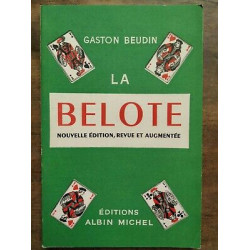 GASTON BEUDIN
LA
BELOTE
NOUVELLE ÉDITION, REVUE ET AUGMENTÉE
ÉDITIONS
ALBIN MICHEL